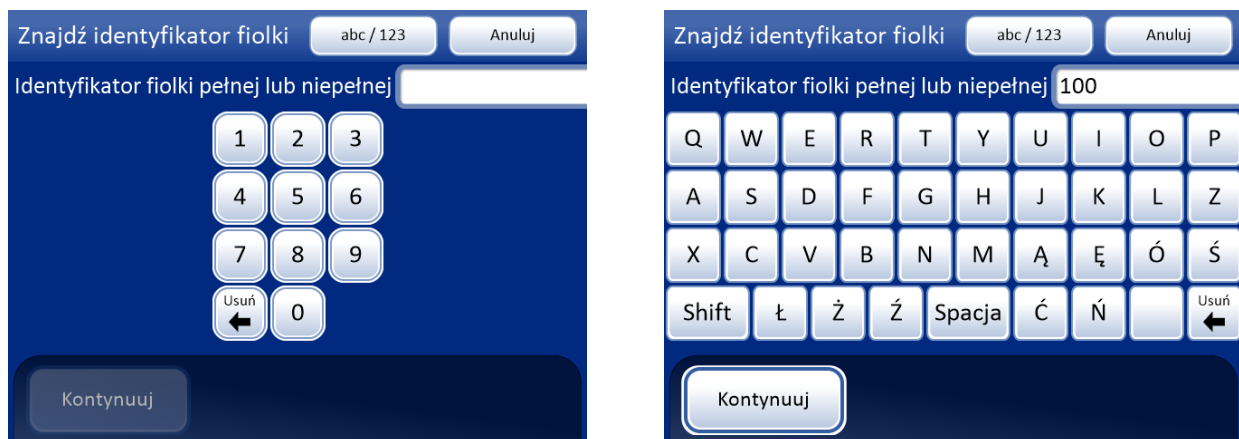 Znajdź identyfikator fiolki abc / 123 Anuluj
Identyfikator fiolki pełnej lub niepełnej
1 2 3
4 5 6
7 8 9
Usuń 0
Kontynuuj
Znajdź identyfikator fiolki abc / 123 Anuluj
Identyfikator fiolki pełnej lub niepełnej 100
Q W E R T Y U I O P
A S D F G H J K L Z
X C V B N M Ą Ę Ó Ś
Shift Ł Ż Ź Spacja Ć Ń Usuń
Kontynuuj